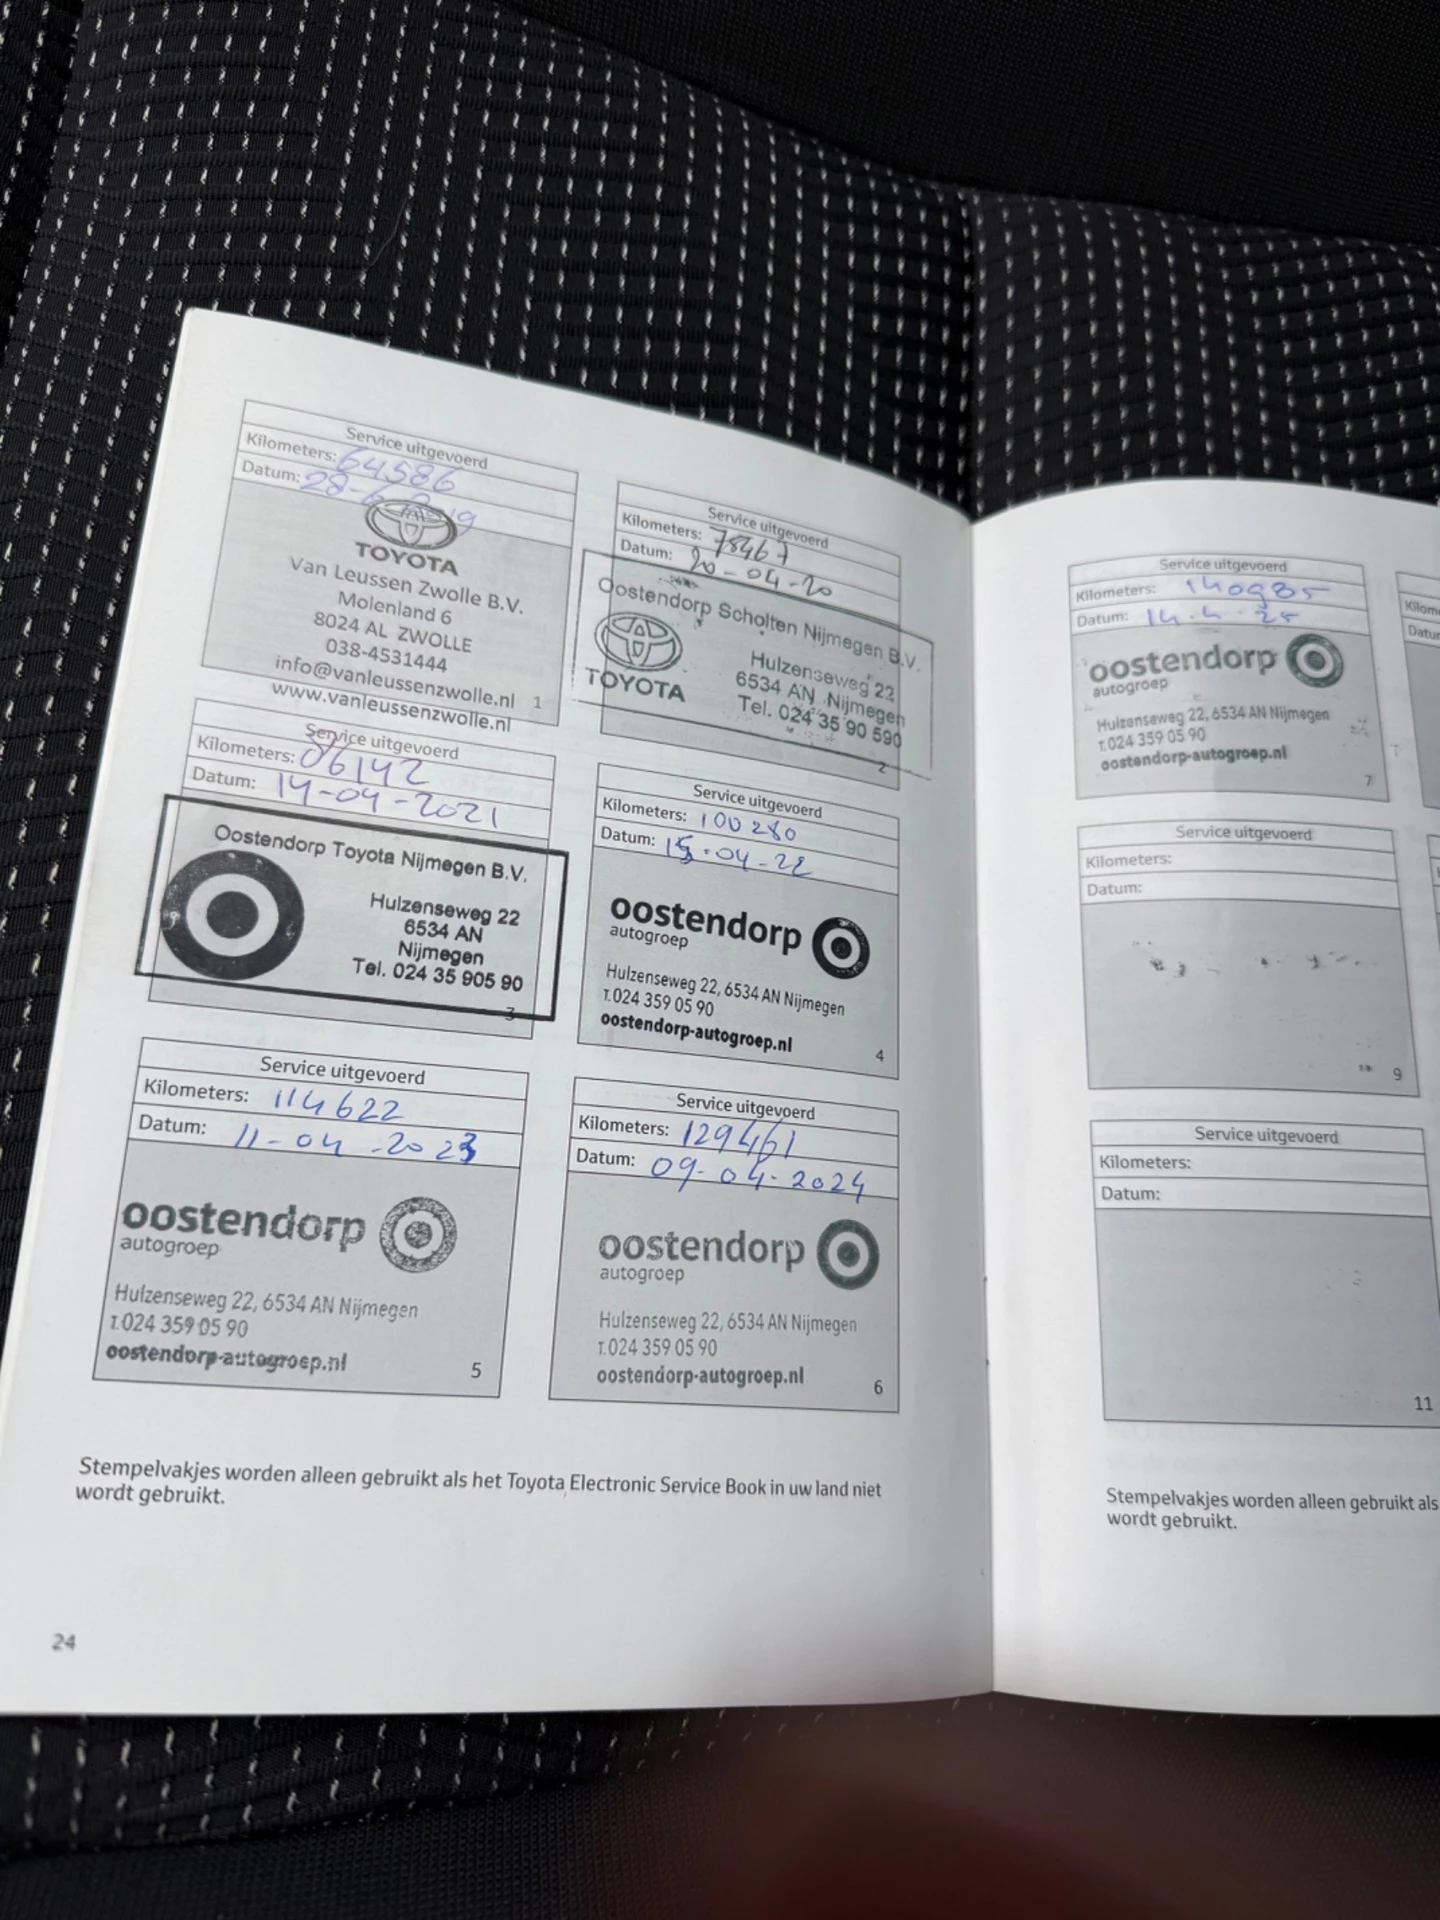 Service uitgevoerd
Kilometers: 64586
Datum: 28-6-2019
TOYOTA
Van Leussen Zwolle B.V.
Molenland 6
8024 AL ZWOLLE
038-4531444
info@vanleussenzwolle.nl 1
www.vanleussenzwolle.nl
Service uitgevoerd
Kilometers: 78467
Datum: 20-04-20
Oostendorp Scholten Nijmegen B.V.
TOYOTA
Hulzenseweg 22
6534 AN Nijmegen
Tel. 024 35 90 590
2
Service uitgevoerd
Kilometers: 86142
Datum: 14-04-2021
Oostendorp Toyota Nijmegen B.V.
Hulzenseweg 22
6534 AN
Nijmegen
Tel. 024 35 905 90
3
Service uitgevoerd
Kilometers: 100280
Datum: 15-04-22
oostendorp
autogroep
Hulzenseweg 22, 6534 AN Nijmegen
T.024 359 05 90
oostendorp-autogroep.nl
4
Service uitgevoerd
Kilometers: 114622
Datum: 11-04-2023
oostendorp
autogroep
Hulzenseweg 22, 6534 AN Nijmegen
T.024 359 05 90
oostendorp-autogroep.nl
5
Service uitgevoerd
Kilometers: 129461
Datum: 09-04-2024
oostendorp
autogroep
Hulzenseweg 22, 6534 AN Nijmegen
T.024 359 05 90
oostendorp-autogroep.nl
6
Stempelvakjes worden alleen gebruikt als het Toyota Electronic Service Book in uw land niet
wordt gebruikt.
24
Service uitgevoerd
Kilometers: 140985
Datum: 14-4-25
oostendorp
autogroep
Hulzenseweg 22, 6534 AN Nijmegen
T.024 359 05 90
oostendorp-autogroep.nl
7
Service uitgevoerd
Kilometers:
Datum:
9
Service uitgevoerd
Kilometers:
Datum:
11
Stempelvakjes worden alleen gebruikt als
wordt gebruikt.